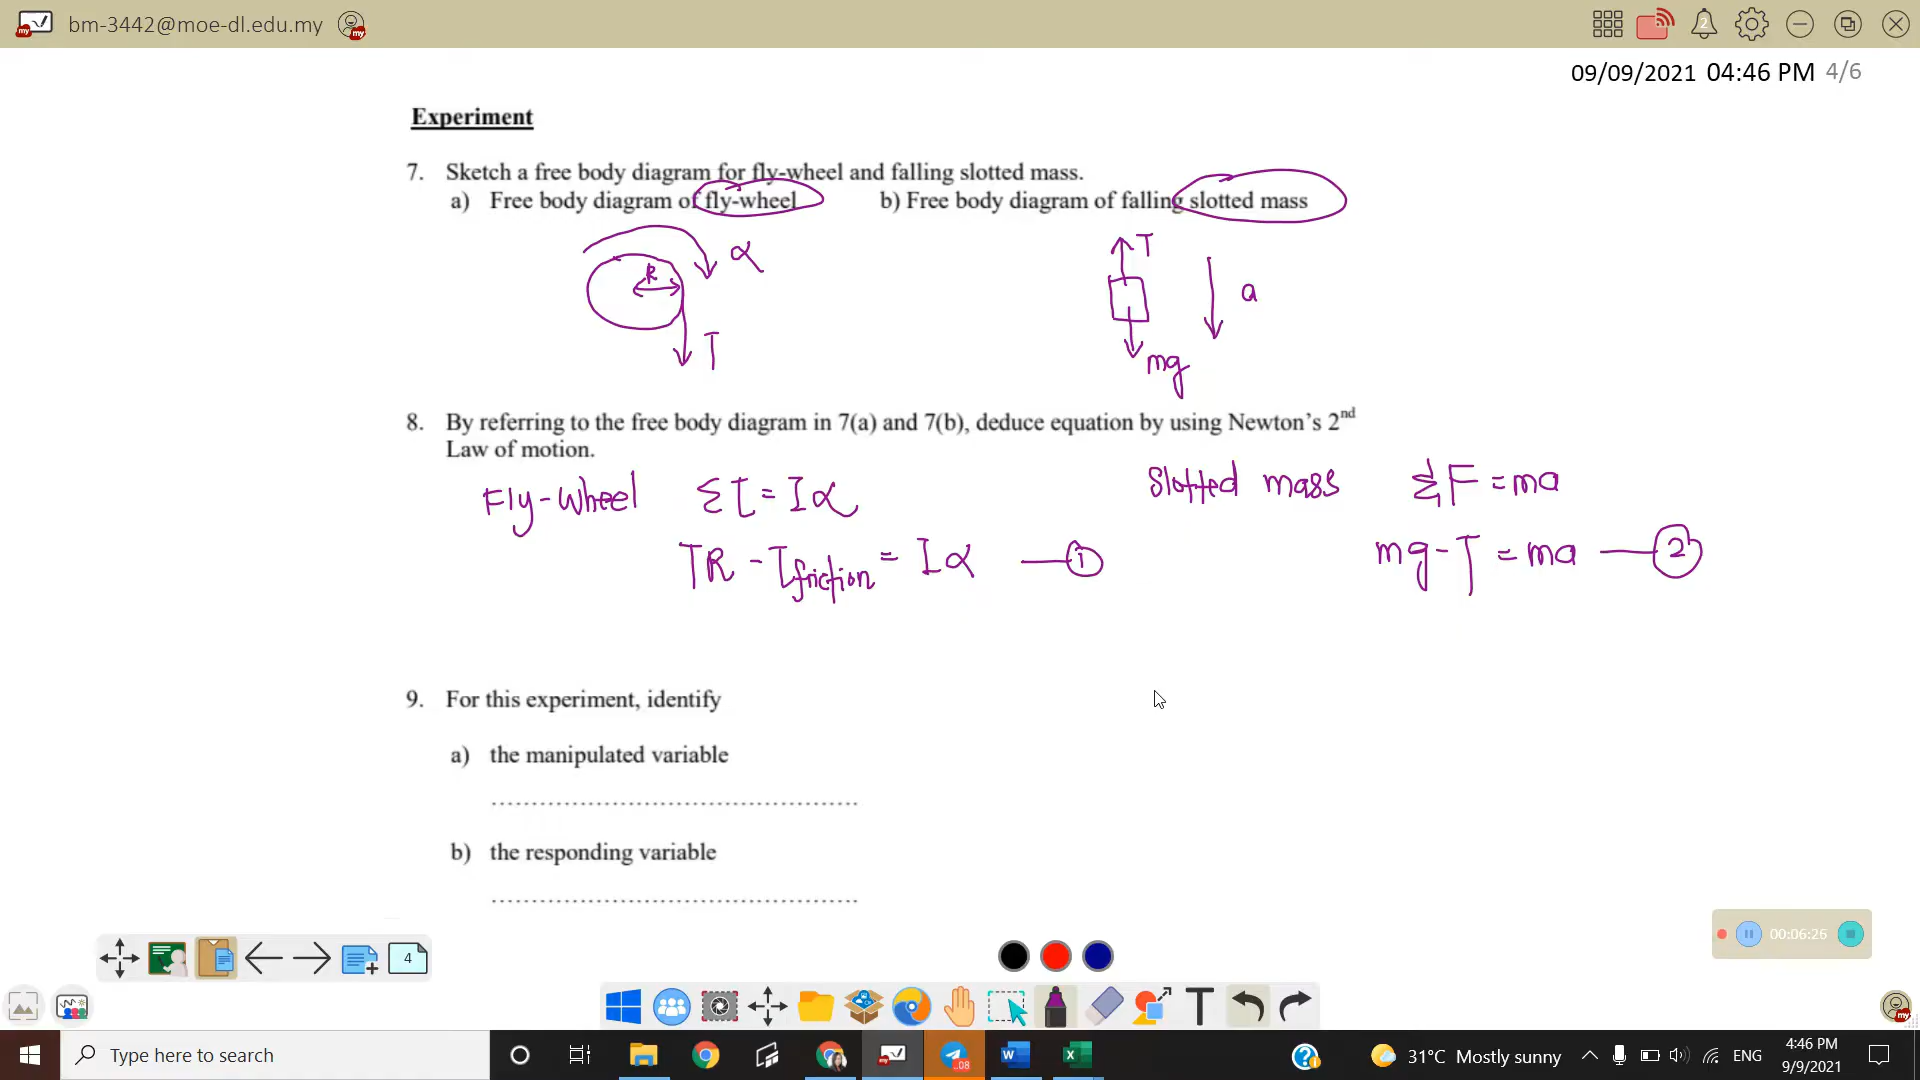 bm-3442@moe-dl.edu.my
2
09/09/2021 04:46 PM 4/6
Experiment
7. Sketch a free body diagram for fly-wheel and falling slotted mass.
a) Free body diagram of fly-wheel b) Free body diagram of falling slotted mass
R α T
T a mg
8. By referring to the free body diagram in 7(a) and 7(b), deduce equation by using Newton's 2nd
Law of motion.
Fly-wheel Στ = Iα
TR - τfriction = Iα —①
Slotted mass ΣF = ma
mg - T = ma —②
9. For this experiment, identify
a) the manipulated variable
..............................................
b) the responding variable
..............................................
00:06:25
4
T
Type here to search
31°C Mostly sunny
ENG
4:46 PM
9/9/2021